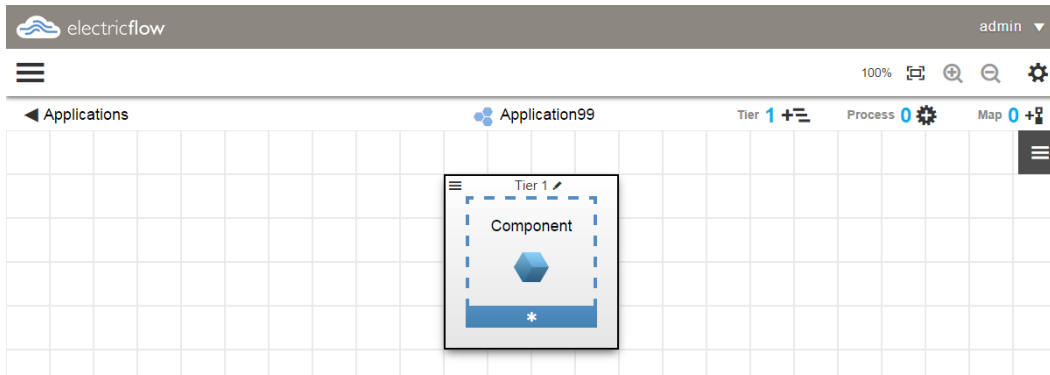 electricflow
admin
100%
Applications
Application99
Tier 1
Process 0
Map 0
Tier 1
Component